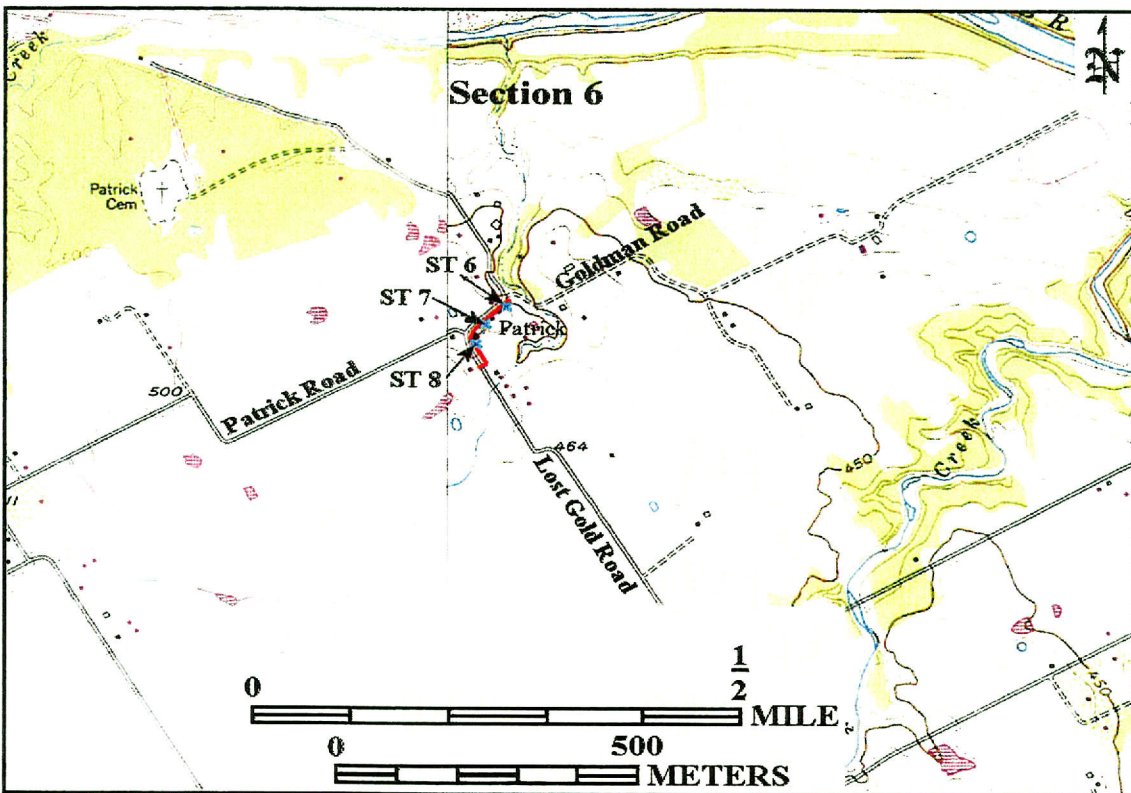 Creek
B R
N
Section 6
Patrick
Cem
Goldman Road
ST 6
ST 7
Patrick
ST 8
500
Patrick Road
464
Lost Gold Road
450
Creek
450
0
1
2
MILE
0
500
METERS